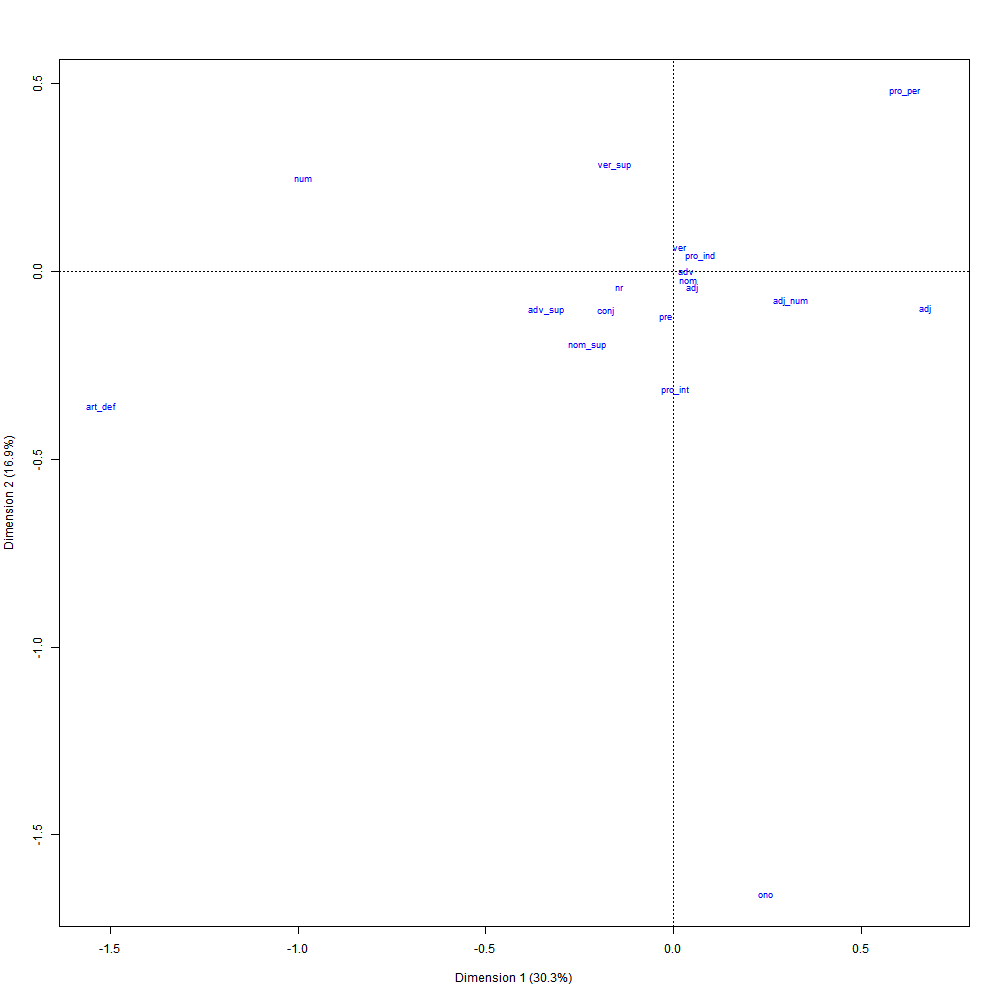 0.5
pro_per
ver_sup
num
ver
pro_ind
0.0
adv
nom
nr
adj
adj_num
adv_sup
conj
pre
adj
nom_sup
pro_int
art_def
-0.5
Dimension 2 (16.9%)
-1.0
-1.5
ono
-1.5
-1.0
-0.5
0.0
0.5
Dimension 1 (30.3%)